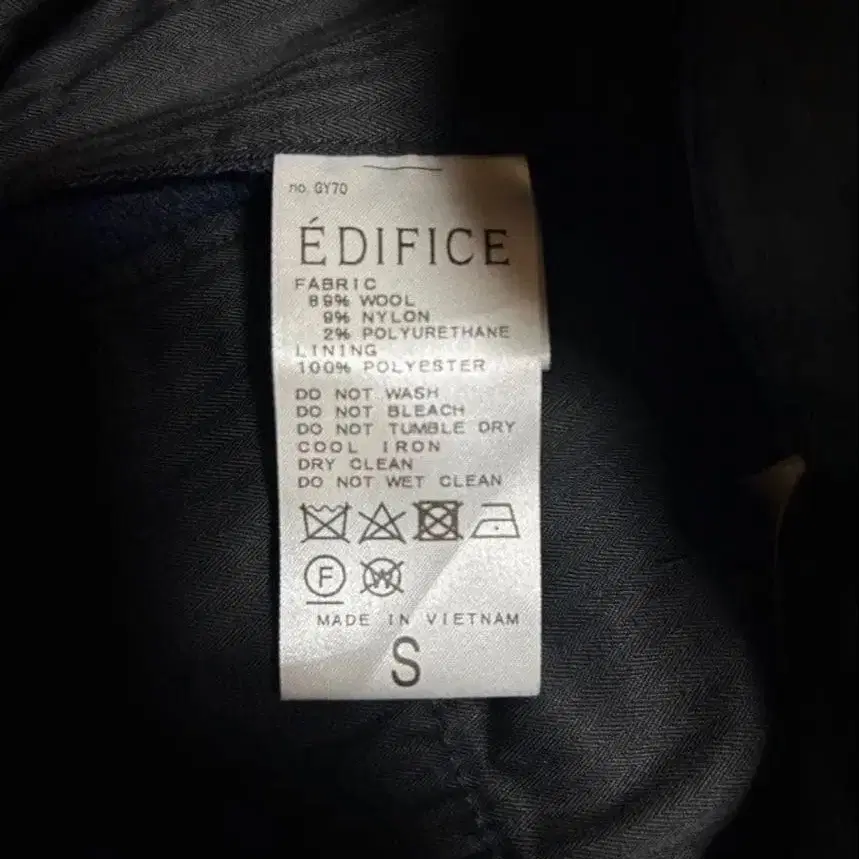 no. GY70
ÉDIFICE
FABRIC
89% WOOL
9% NYLON
2% POLYURETHANE
LINING
100% POLYESTER
DO NOT WASH
DO NOT BLEACH
DO NOT TUMBLE DRY
COOL IRON
DRY CLEAN
DO NOT WET CLEAN
F W
MADE IN VIETNAM
S